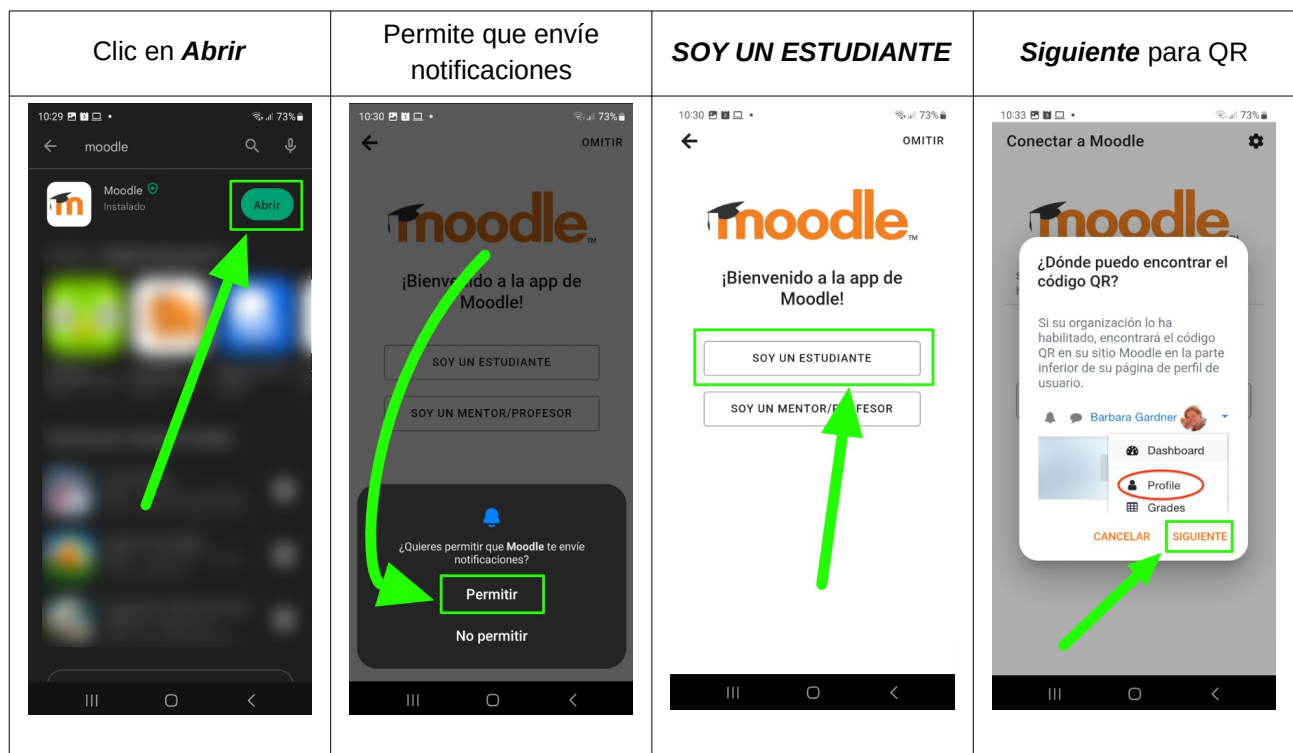 Clic en Abrir
Permite que envíe
notificaciones
SOY UN ESTUDIANTE
Siguiente para QR
10:29
73%
moodle
Moodle
Instalado
Abrir
10:30
73%
OMITIR
moodle
TM
¡Bienvenido a la app de
Moodle!
SOY UN ESTUDIANTE
SOY UN MENTOR/PROFESOR
¿Quieres permitir que Moodle te envíe
notificaciones?
Permitir
No permitir
10:30
73%
OMITIR
moodle
TM
¡Bienvenido a la app de
Moodle!
SOY UN ESTUDIANTE
SOY UN MENTOR/PROFESOR
10:33
73%
Conectar a Moodle
moodle
¿Dónde puedo encontrar el
código QR?
Si su organización lo ha
habilitado, encontrará el código
QR en su sitio Moodle en la parte
inferior de su página de perfil de
usuario.
Barbara Gardner
Dashboard
Profile
Grades
CANCELAR
SIGUIENTE